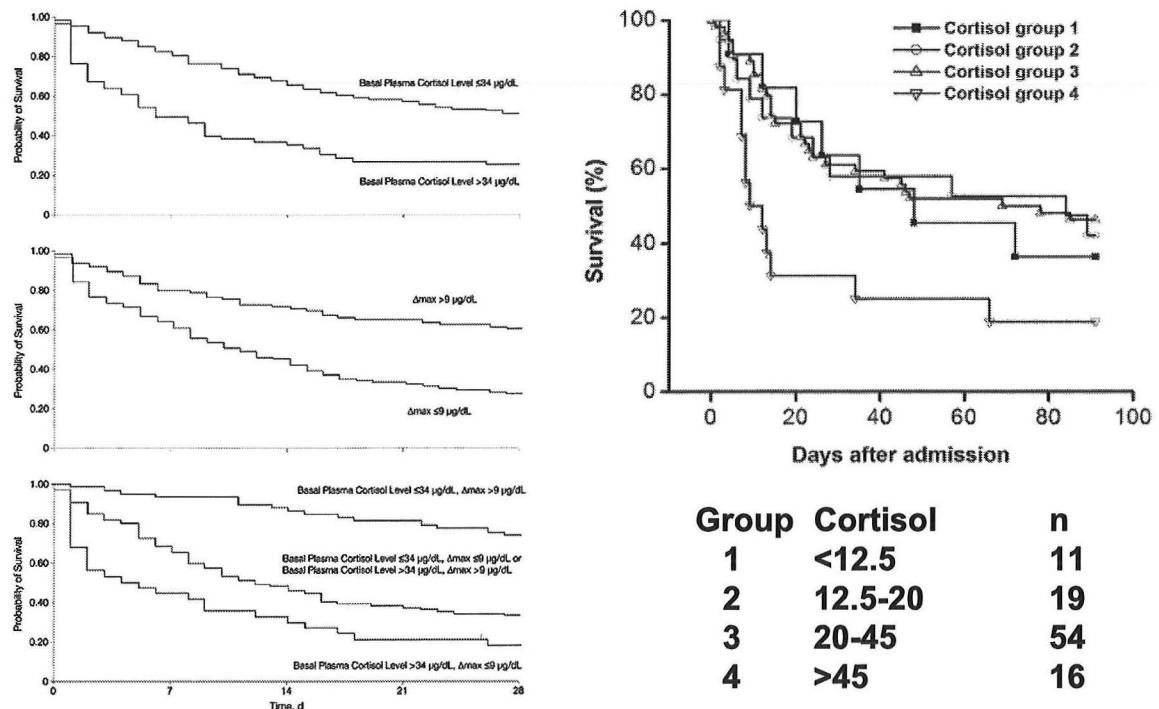 1.00
0.80
0.60
0.40
0.20
0
Probability of Survival
Basal Plasma Cortisol Level ≤34 µg/dL
Basal Plasma Cortisol Level >34 µg/dL
1.00
0.80
0.60
0.40
0.20
0
Probability of Survival
Δmax >9 µg/dL
Δmax ≤9 µg/dL
1.00
0.80
0.60
0.40
0.20
0
Probability of Survival
Basal Plasma Cortisol Level ≤34 µg/dL, Δmax >9 µg/dL
Basal Plasma Cortisol Level ≤34 µg/dL, Δmax ≤9 µg/dL or
Basal Plasma Cortisol Level >34 µg/dL, Δmax >9 µg/dL
Basal Plasma Cortisol Level >34 µg/dL, Δmax ≤9 µg/dL
0 7 14 21 28
Time, d
100
80
60
40
20
0
Survival (%)
Cortisol group 1
Cortisol group 2
Cortisol group 3
Cortisol group 4
0 20 40 60 80 100
Days after admission
Group Cortisol n
1 <12.5 11
2 12.5-20 19
3 20-45 54
4 >45 16